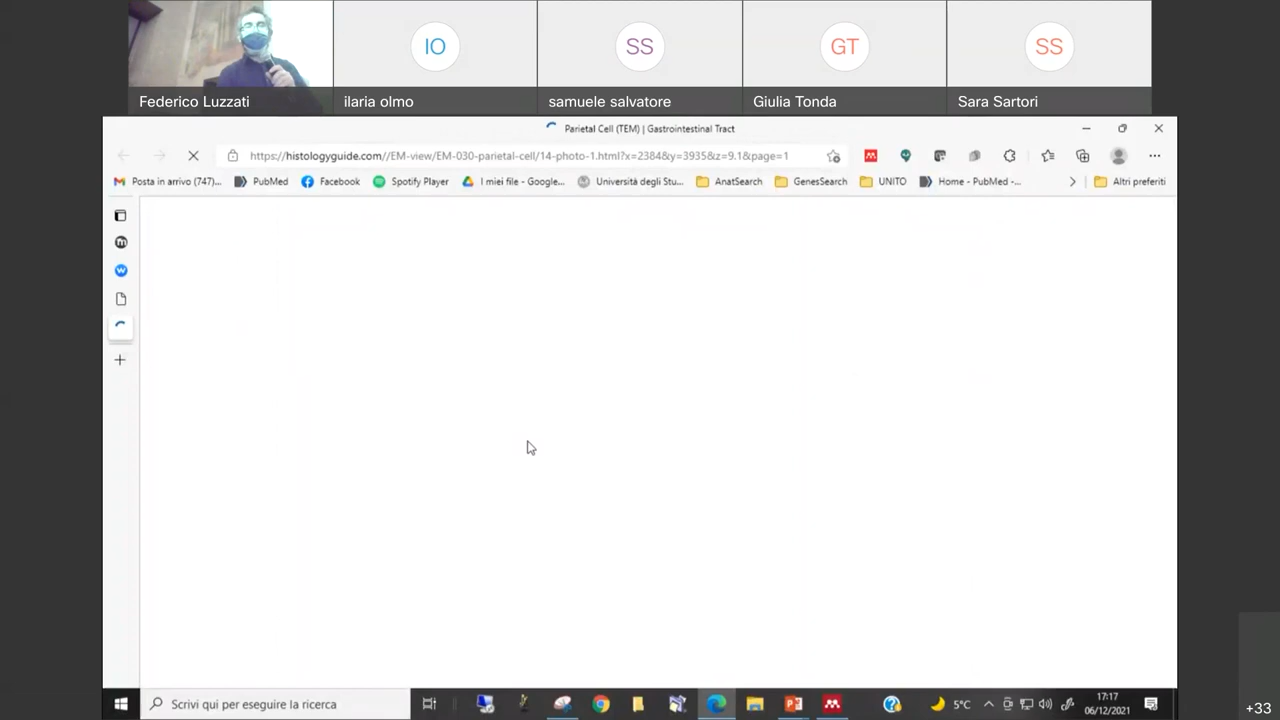 IO
SS
GT
SS
Federico Luzzati
ilaria olmo
samuele salvatore
Giulia Tonda
Sara Sartori
Parietal Cell (TEM) | Gastrointestinal Tract
https://histologyguide.com//EM-view/EM-030-parietal-cell/14-photo-1.html?x=2384&y=3935&z=9.1&page=1
Posta in arrivo (747)...
PubMed
Facebook
Spotify Player
I miei file - Google...
Università degli Stu...
AnatSearch
GenesSearch
UNITO
Home - PubMed -...
Altri preferiti
Scrivi qui per eseguire la ricerca
5°C
17:17
06/12/2021
+33